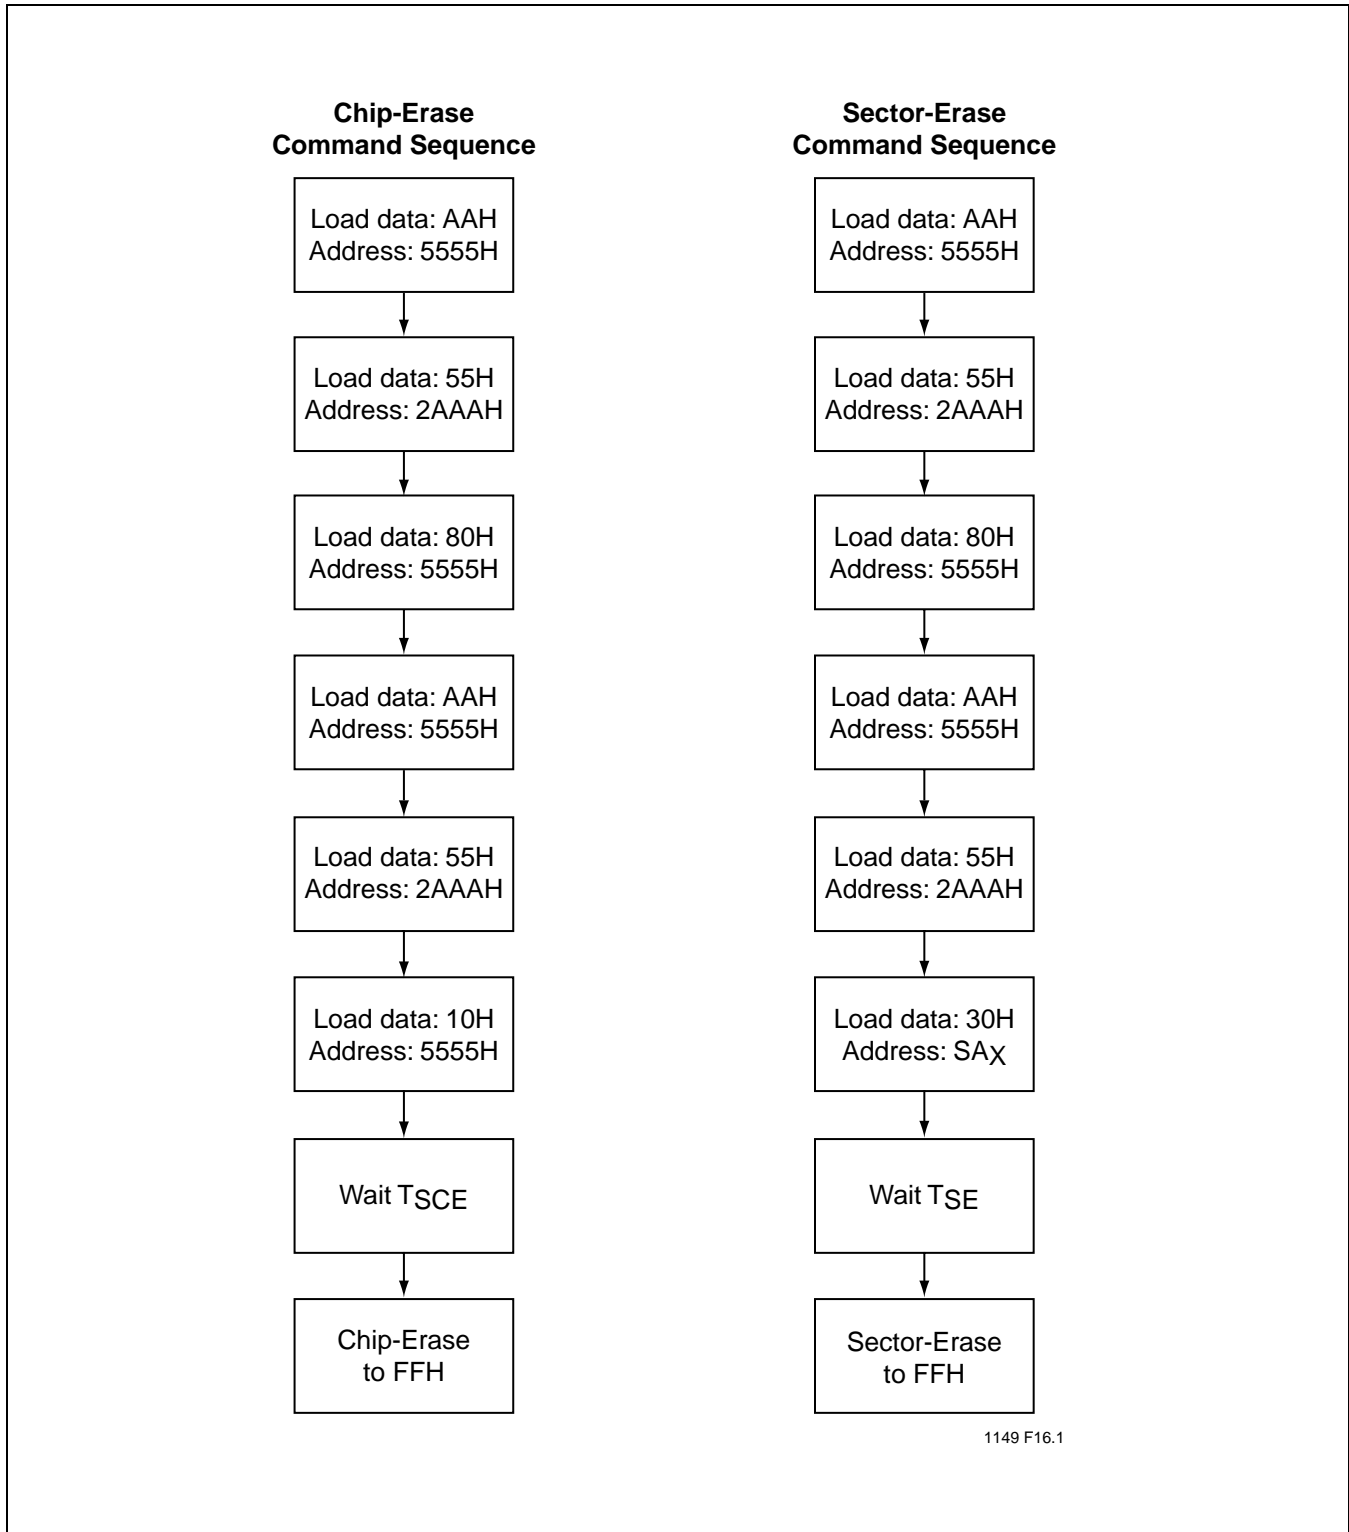 Chip-Erase
Command Sequence
Load data: AAH
Address: 5555H
Load data: 55H
Address: 2AAAH
Load data: 80H
Address: 5555H
Load data: AAH
Address: 5555H
Load data: 55H
Address: 2AAAH
Load data: 10H
Address: 5555H
Wait TSCE
Chip-Erase
to FFH
Sector-Erase
Command Sequence
Load data: AAH
Address: 5555H
Load data: 55H
Address: 2AAAH
Load data: 80H
Address: 5555H
Load data: AAH
Address: 5555H
Load data: 55H
Address: 2AAAH
Load data: 30H
Address: SAX
Wait TSE
Sector-Erase
to FFH
1149 F16.1